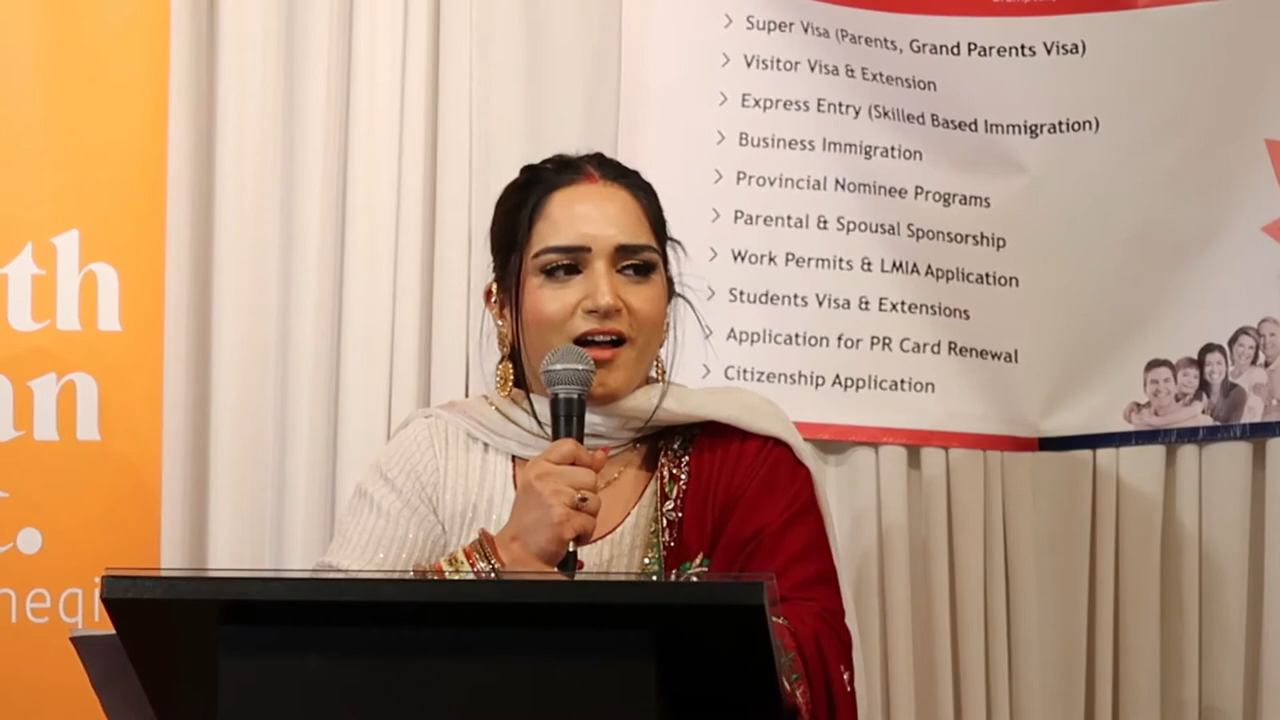 th
an
t.
negi
> Super Visa (Parents, Grand Parents Visa)
> Visitor Visa & Extension
> Express Entry (Skilled Based Immigration)
> Business Immigration
> Provincial Nominee Programs
> Parental & Spousal Sponsorship
> Work Permits & LMIA Application
> Students Visa & Extensions
> Application for PR Card Renewal
> Citizenship Application